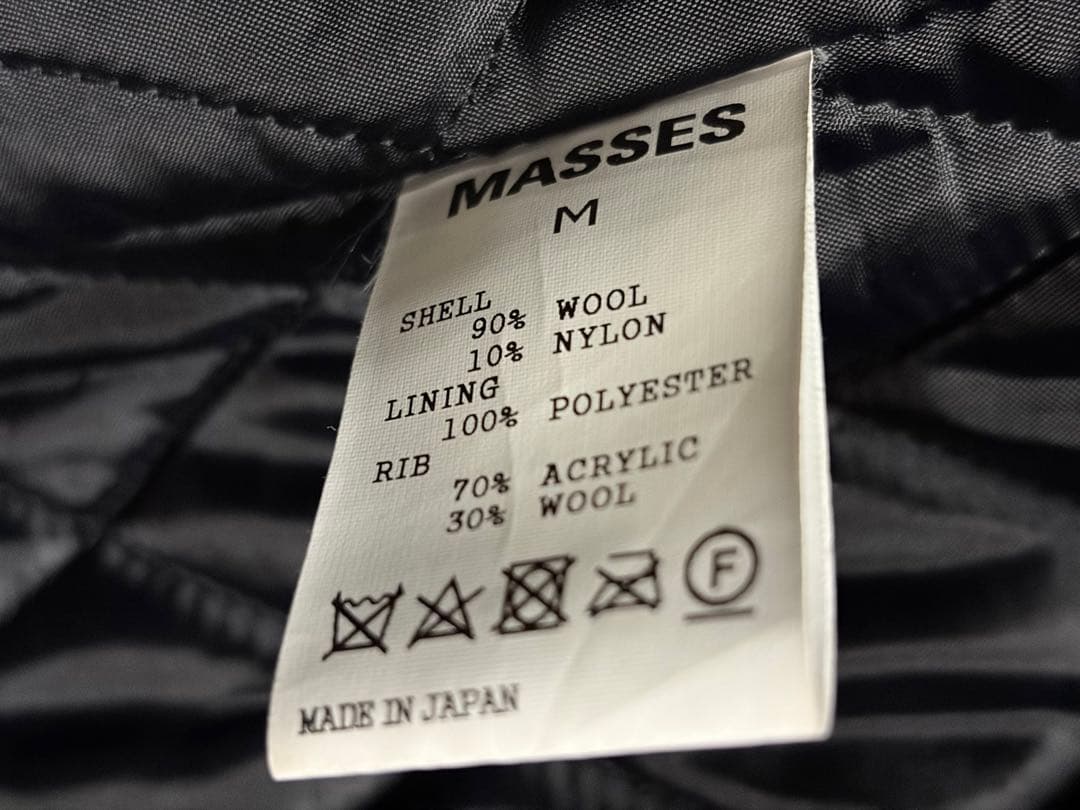 MASSES
M
SHELL
90% WOOL
10% NYLON
LINING
100% POLYESTER
RIB
70% ACRYLIC
30% WOOL
F
MADE IN JAPAN